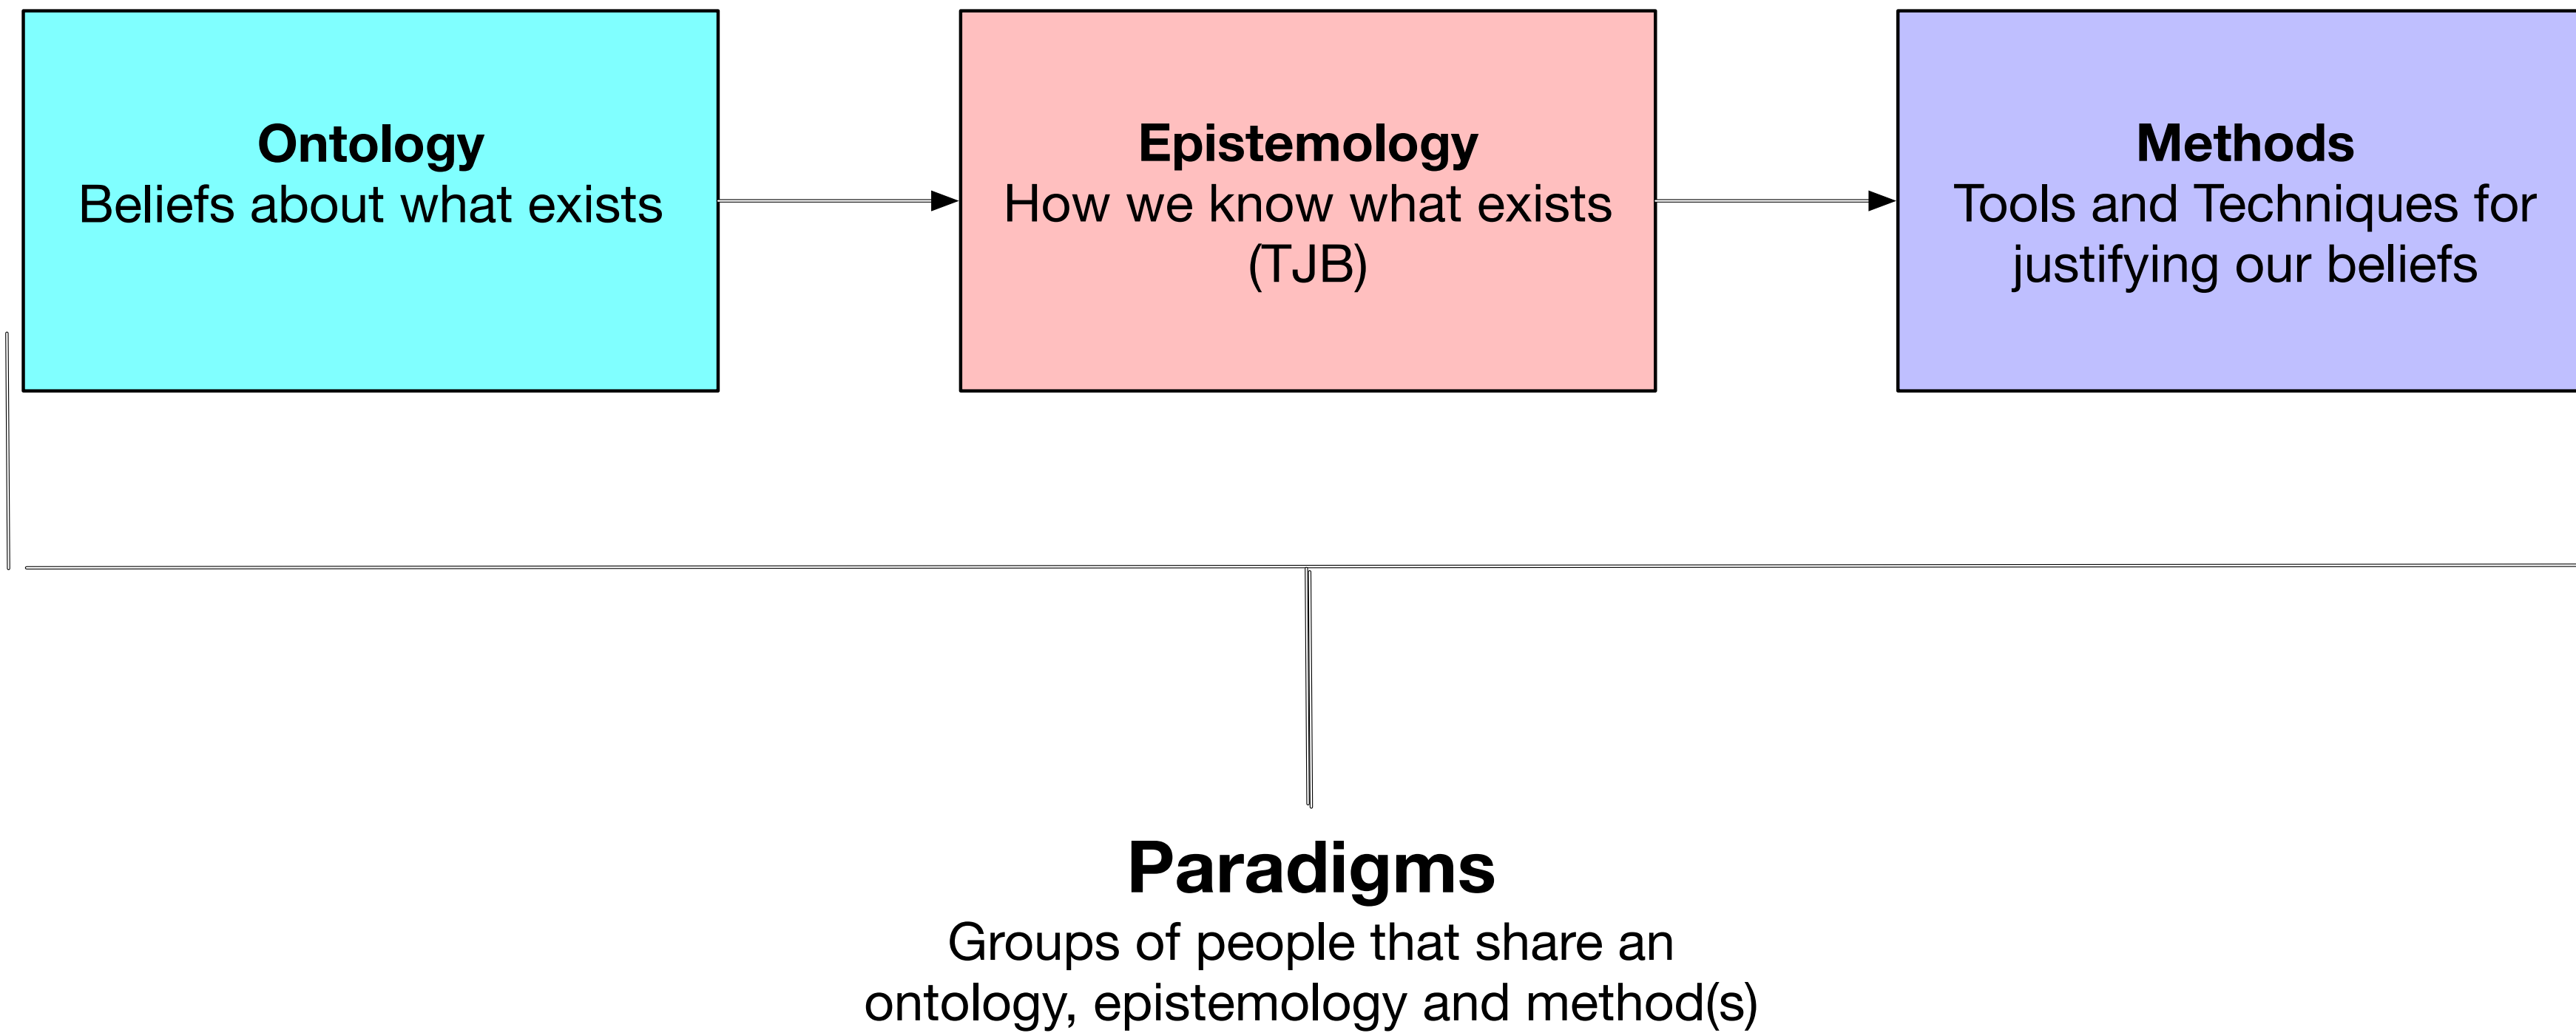 Ontology
Beliefs about what exists
Epistemology
How we know what exists
(TJB)
Methods
Tools and Techniques for
justifying our beliefs
Paradigms
Groups of people that share an
ontology, epistemology and method(s)